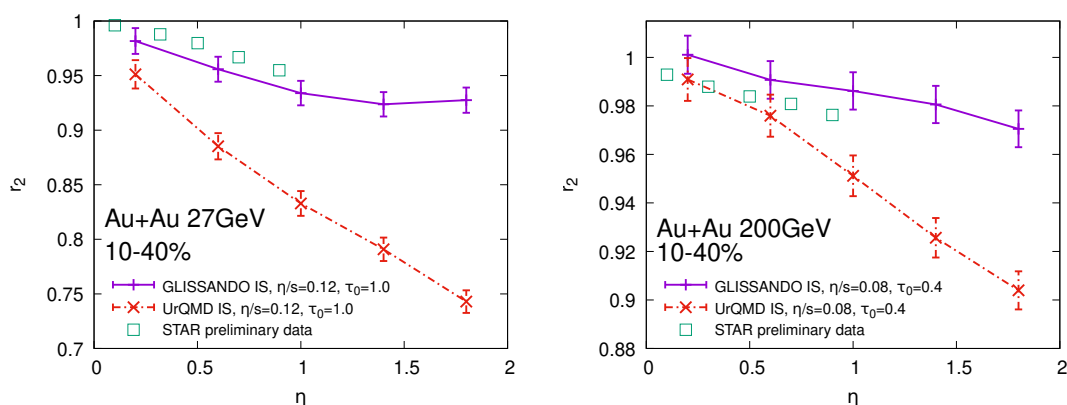 1
0.95
0.9
0.85
0.8
0.75
0.7
r2
0
0.5
1
1.5
2
η
Au+Au 27GeV
10-40%
GLISSANDO IS, η/s=0.12, τ0=1.0
UrQMD IS, η/s=0.12, τ0=1.0
STAR preliminary data
1
0.98
0.96
0.94
0.92
0.9
0.88
r2
0
0.5
1
1.5
2
η
Au+Au 200GeV
10-40%
GLISSANDO IS, η/s=0.08, τ0=0.4
UrQMD IS, η/s=0.08, τ0=0.4
STAR preliminary data